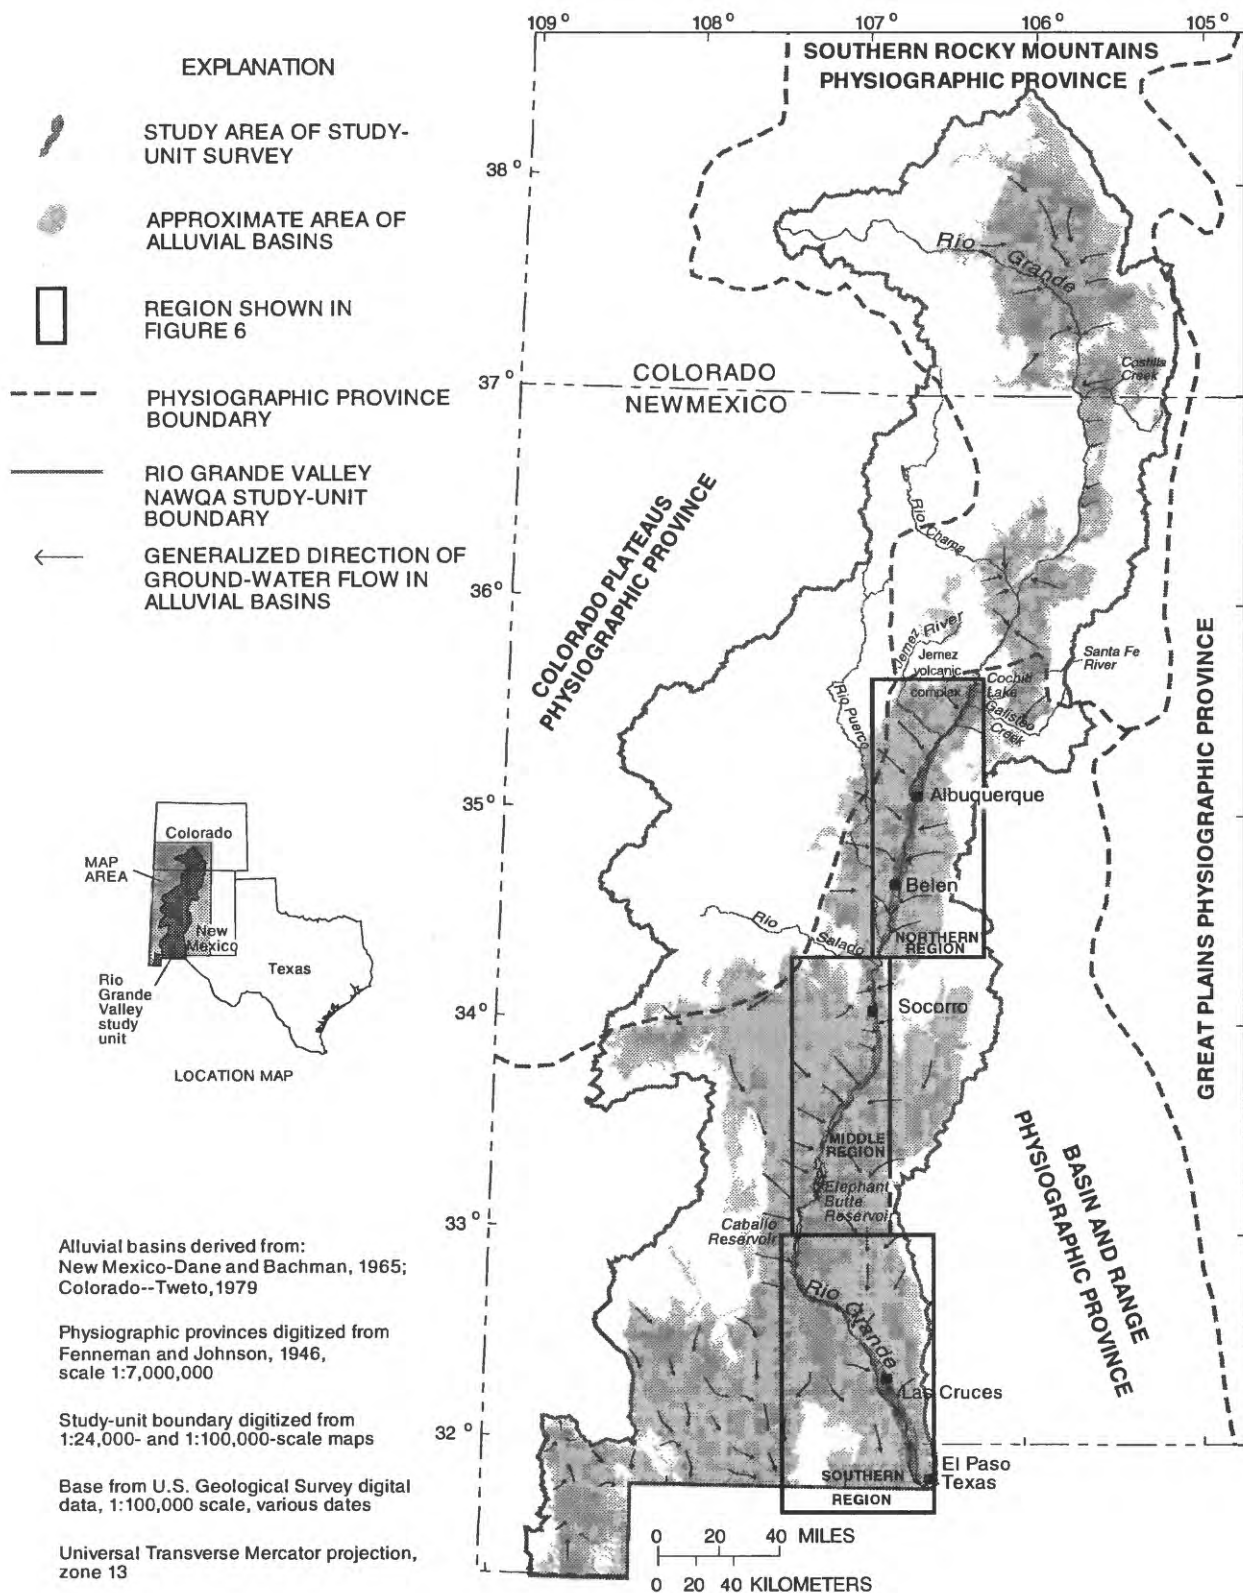 109 °
108 °
107 °
106 °
105 °
EXPLANATION
STUDY AREA OF STUDY-
UNIT SURVEY
APPROXIMATE AREA OF
ALLUVIAL BASINS
REGION SHOWN IN
FIGURE 6
PHYSIOGRAPHIC PROVINCE
BOUNDARY
RIO GRANDE VALLEY
NAWQA STUDY-UNIT
BOUNDARY
GENERALIZED DIRECTION OF
GROUND-WATER FLOW IN
ALLUVIAL BASINS
SOUTHERN ROCKY MOUNTAINS
PHYSIOGRAPHIC PROVINCE
38 °
Rio
Grande
37 °
COLORADO
NEWMEXICO
Costilla
Creek
COLORADO PLATEAUS
PHYSIOGRAPHIC PROVINCE
Rio Chama
36 °
Jemez River
Jemez
volcanic
complex
Santa Fe
River
Cochiti
Lake
Galisteo
Creek
Rio Puerco
GREAT PLAINS PHYSIOGRAPHIC PROVINCE
35 °
Albuquerque
Belen
NORTHERN
REGION
Rio
Salado
34 °
Socorro
MIDDLE
REGION
Elephant
Butte
Reservoir
Caballo
Reservoir
33 °
BASIN AND RANGE
PHYSIOGRAPHIC PROVINCE
Rio Grande
Las Cruces
32 °
El Paso
Texas
SOUTHERN
REGION
Colorado
MAP
AREA
New
Mexico
Texas
Rio
Grande
Valley
study
unit
LOCATION MAP
Alluvial basins derived from:
New Mexico-Dane and Bachman, 1965;
Colorado--Tweto, 1979
Physiographic provinces digitized from
Fenneman and Johnson, 1946,
scale 1:7,000,000
Study-unit boundary digitized from
1:24,000- and 1:100,000-scale maps
Base from U.S. Geological Survey digital
data, 1:100,000 scale, various dates
Universal Transverse Mercator projection,
zone 13
0 20 40 MILES
0 20 40 KILOMETERS